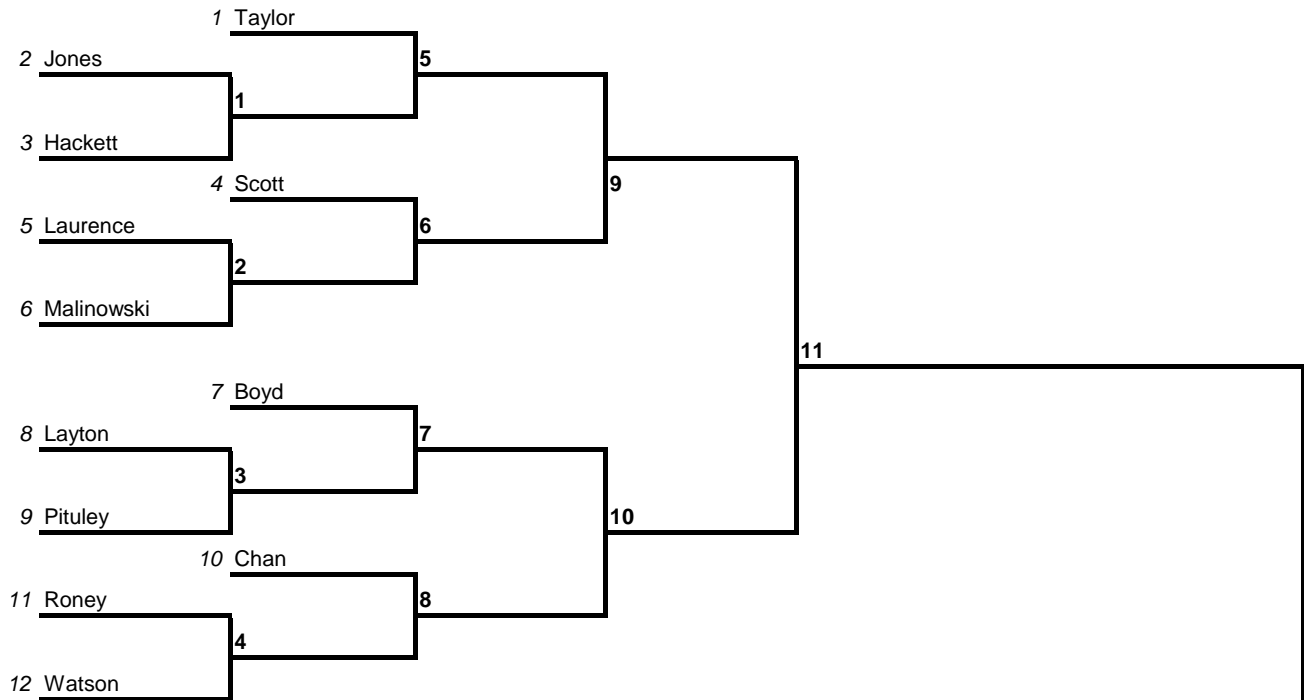 1 Taylor
2 Jones
5
1
3 Hackett
4 Scott
9
5 Laurence
6
2
6 Malinowski
11
7 Boyd
8 Layton
7
3
9 Pituley
10
10 Chan
11 Roney
8
4
12 Watson